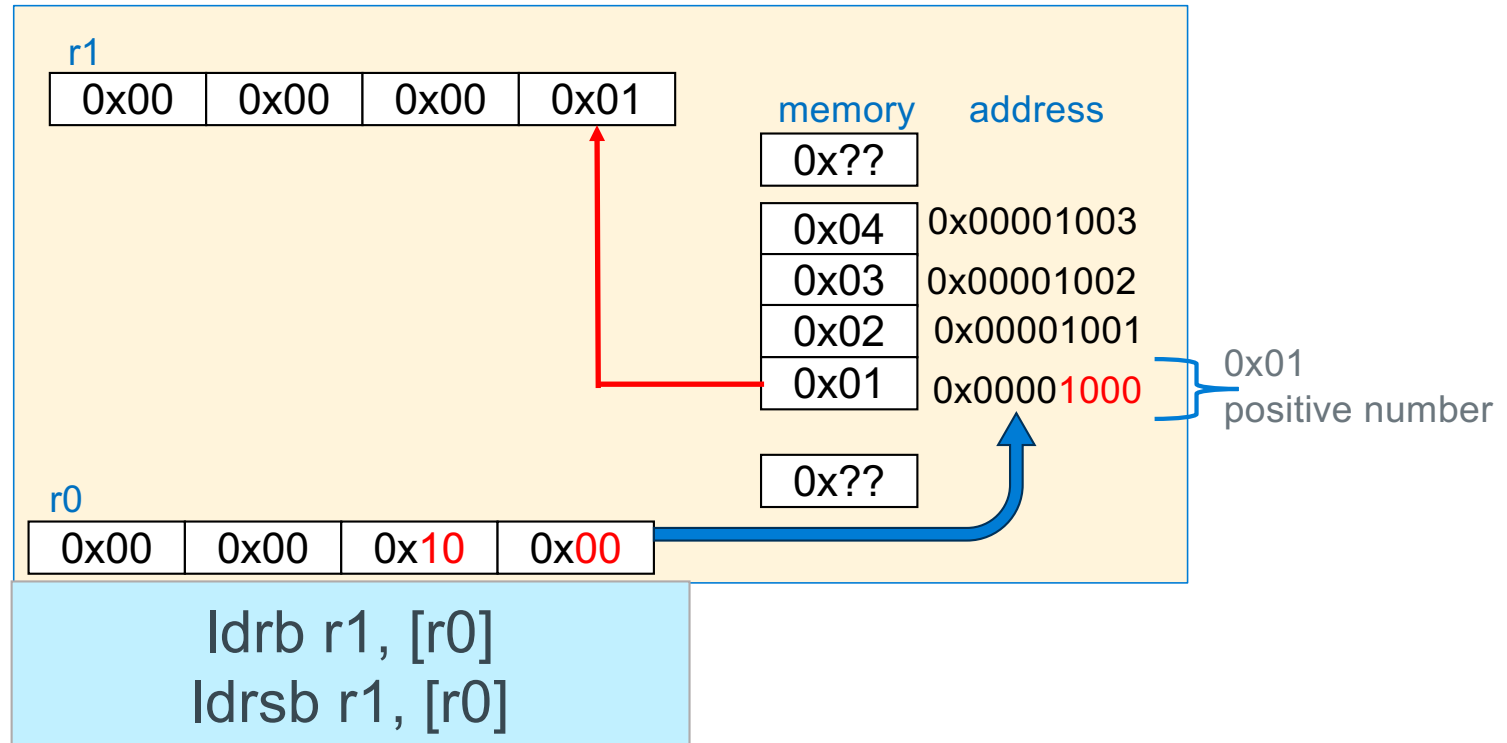 r1
0x00 0x00 0x00 0x01
memory address
0x??
0x04 0x00001003
0x03 0x00001002
0x02 0x00001001
0x01 0x00001000
0x01
positive number
0x??
r0
0x00 0x00 0x10 0x00
ldrb r1, [r0]
ldrsb r1, [r0]